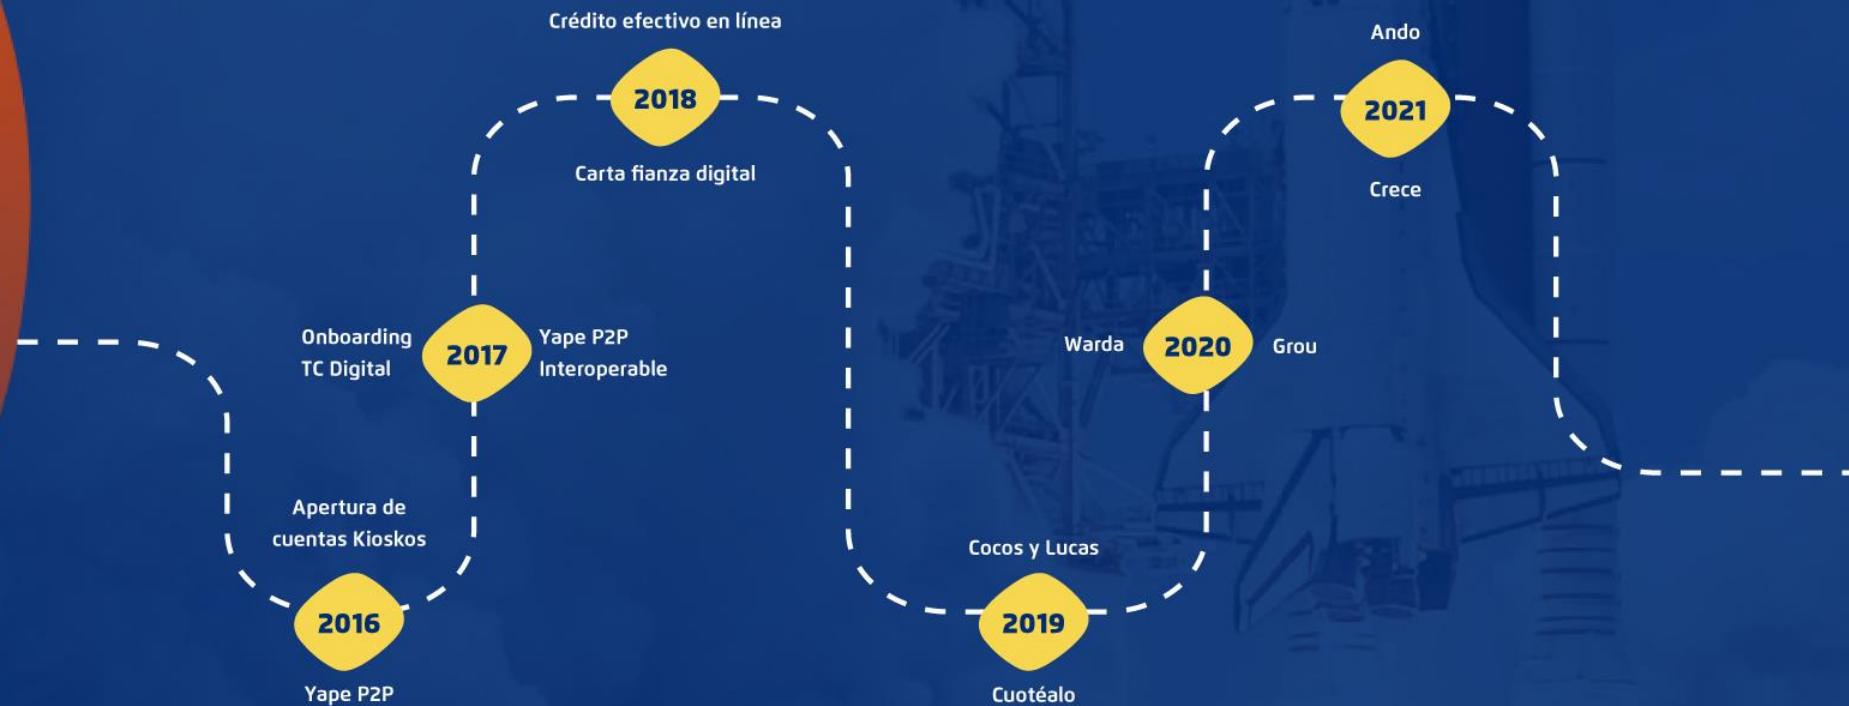 Apertura de
cuentas Kioskos
2016
Yape P2P
Onboarding
TC Digital
2017
Yape P2P
Interoperable
Crédito efectivo en línea
2018
Carta fianza digital
Cocos y Lucas
2019
Cuotéalo
Warda
2020
Grou
Ando
2021
Crece